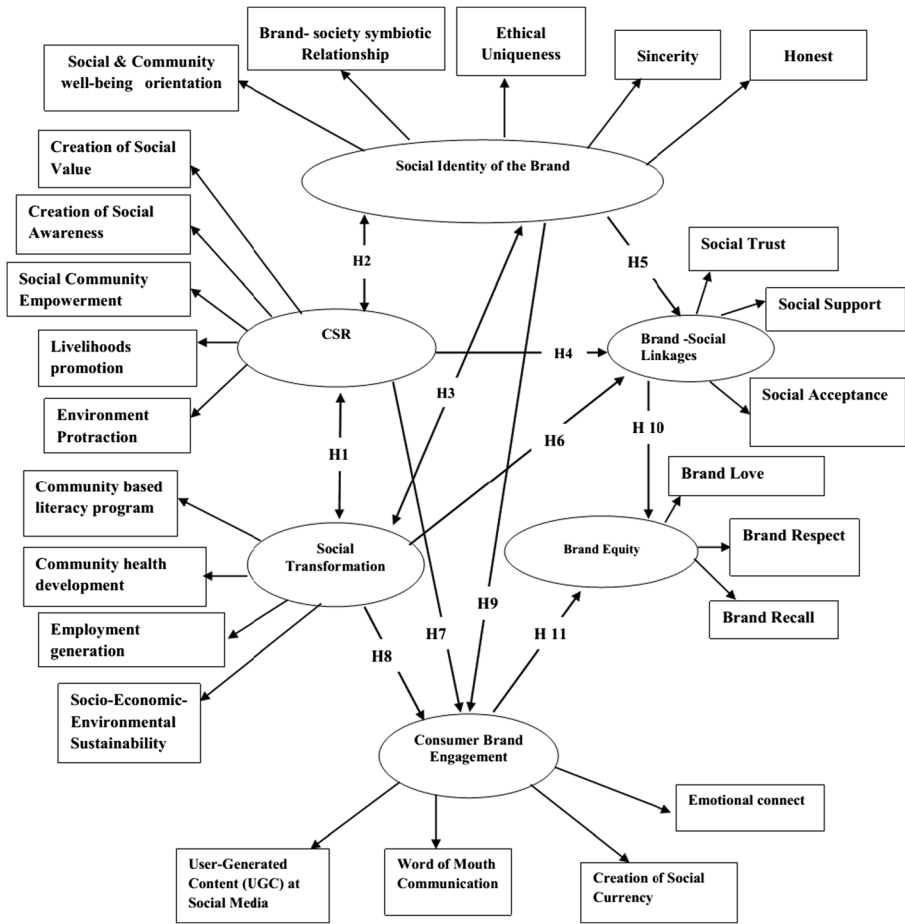 Brand- society symbiotic
Relationship
Ethical
Uniqueness
Sincerity
Honest
Social & Community
well-being orientation
Social Identity of the Brand
Creation of Social
Value
Creation of Social
Awareness
Social Community
Empowerment
Livelihoods
promotion
Environment
Protraction
H2
H5
Social Trust
Social Support
Social Acceptance
CSR
H4
Brand -Social
Linkages
H3
H6
H 10
H1
Community based
literacy program
Community health
development
Employment
generation
Socio-Economic-
Environmental
Sustainability
Social
Transformation
Brand Love
Brand Respect
Brand Recall
Brand Equity
H8
H7
H9
H 11
Consumer Brand
Engagement
User-Generated
Content (UGC) at
Social Media
Word of Mouth
Communication
Creation of Social
Currency
Emotional connect